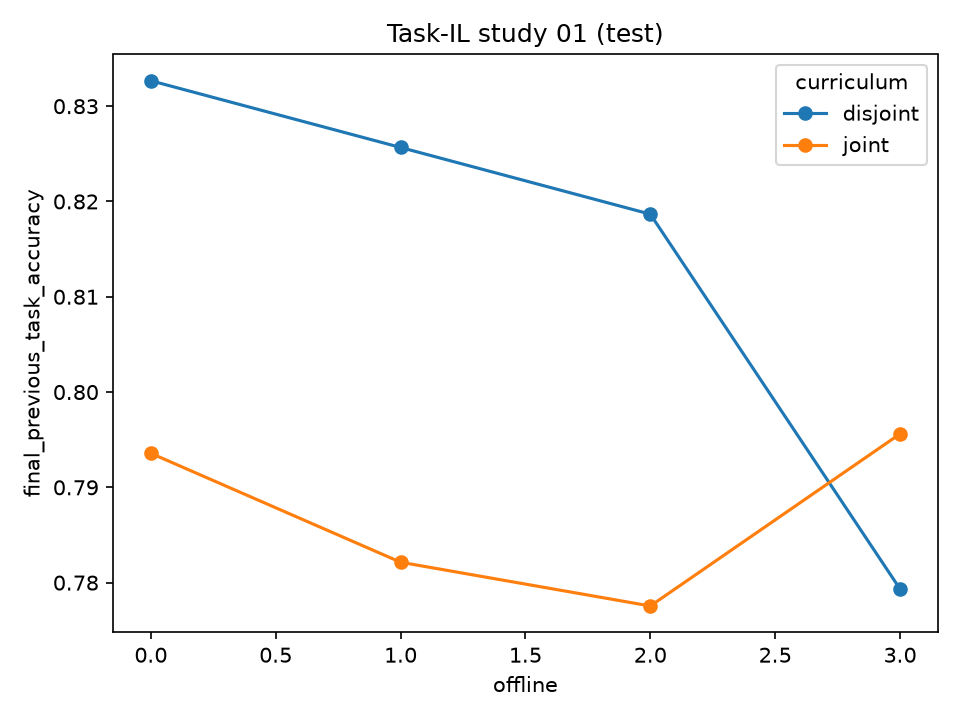 Task-IL study 01 (test)
curriculum
disjoint
joint
final_previous_task_accuracy
0.83
0.82
0.81
0.80
0.79
0.78
0.0 0.5 1.0 1.5 2.0 2.5 3.0
offline